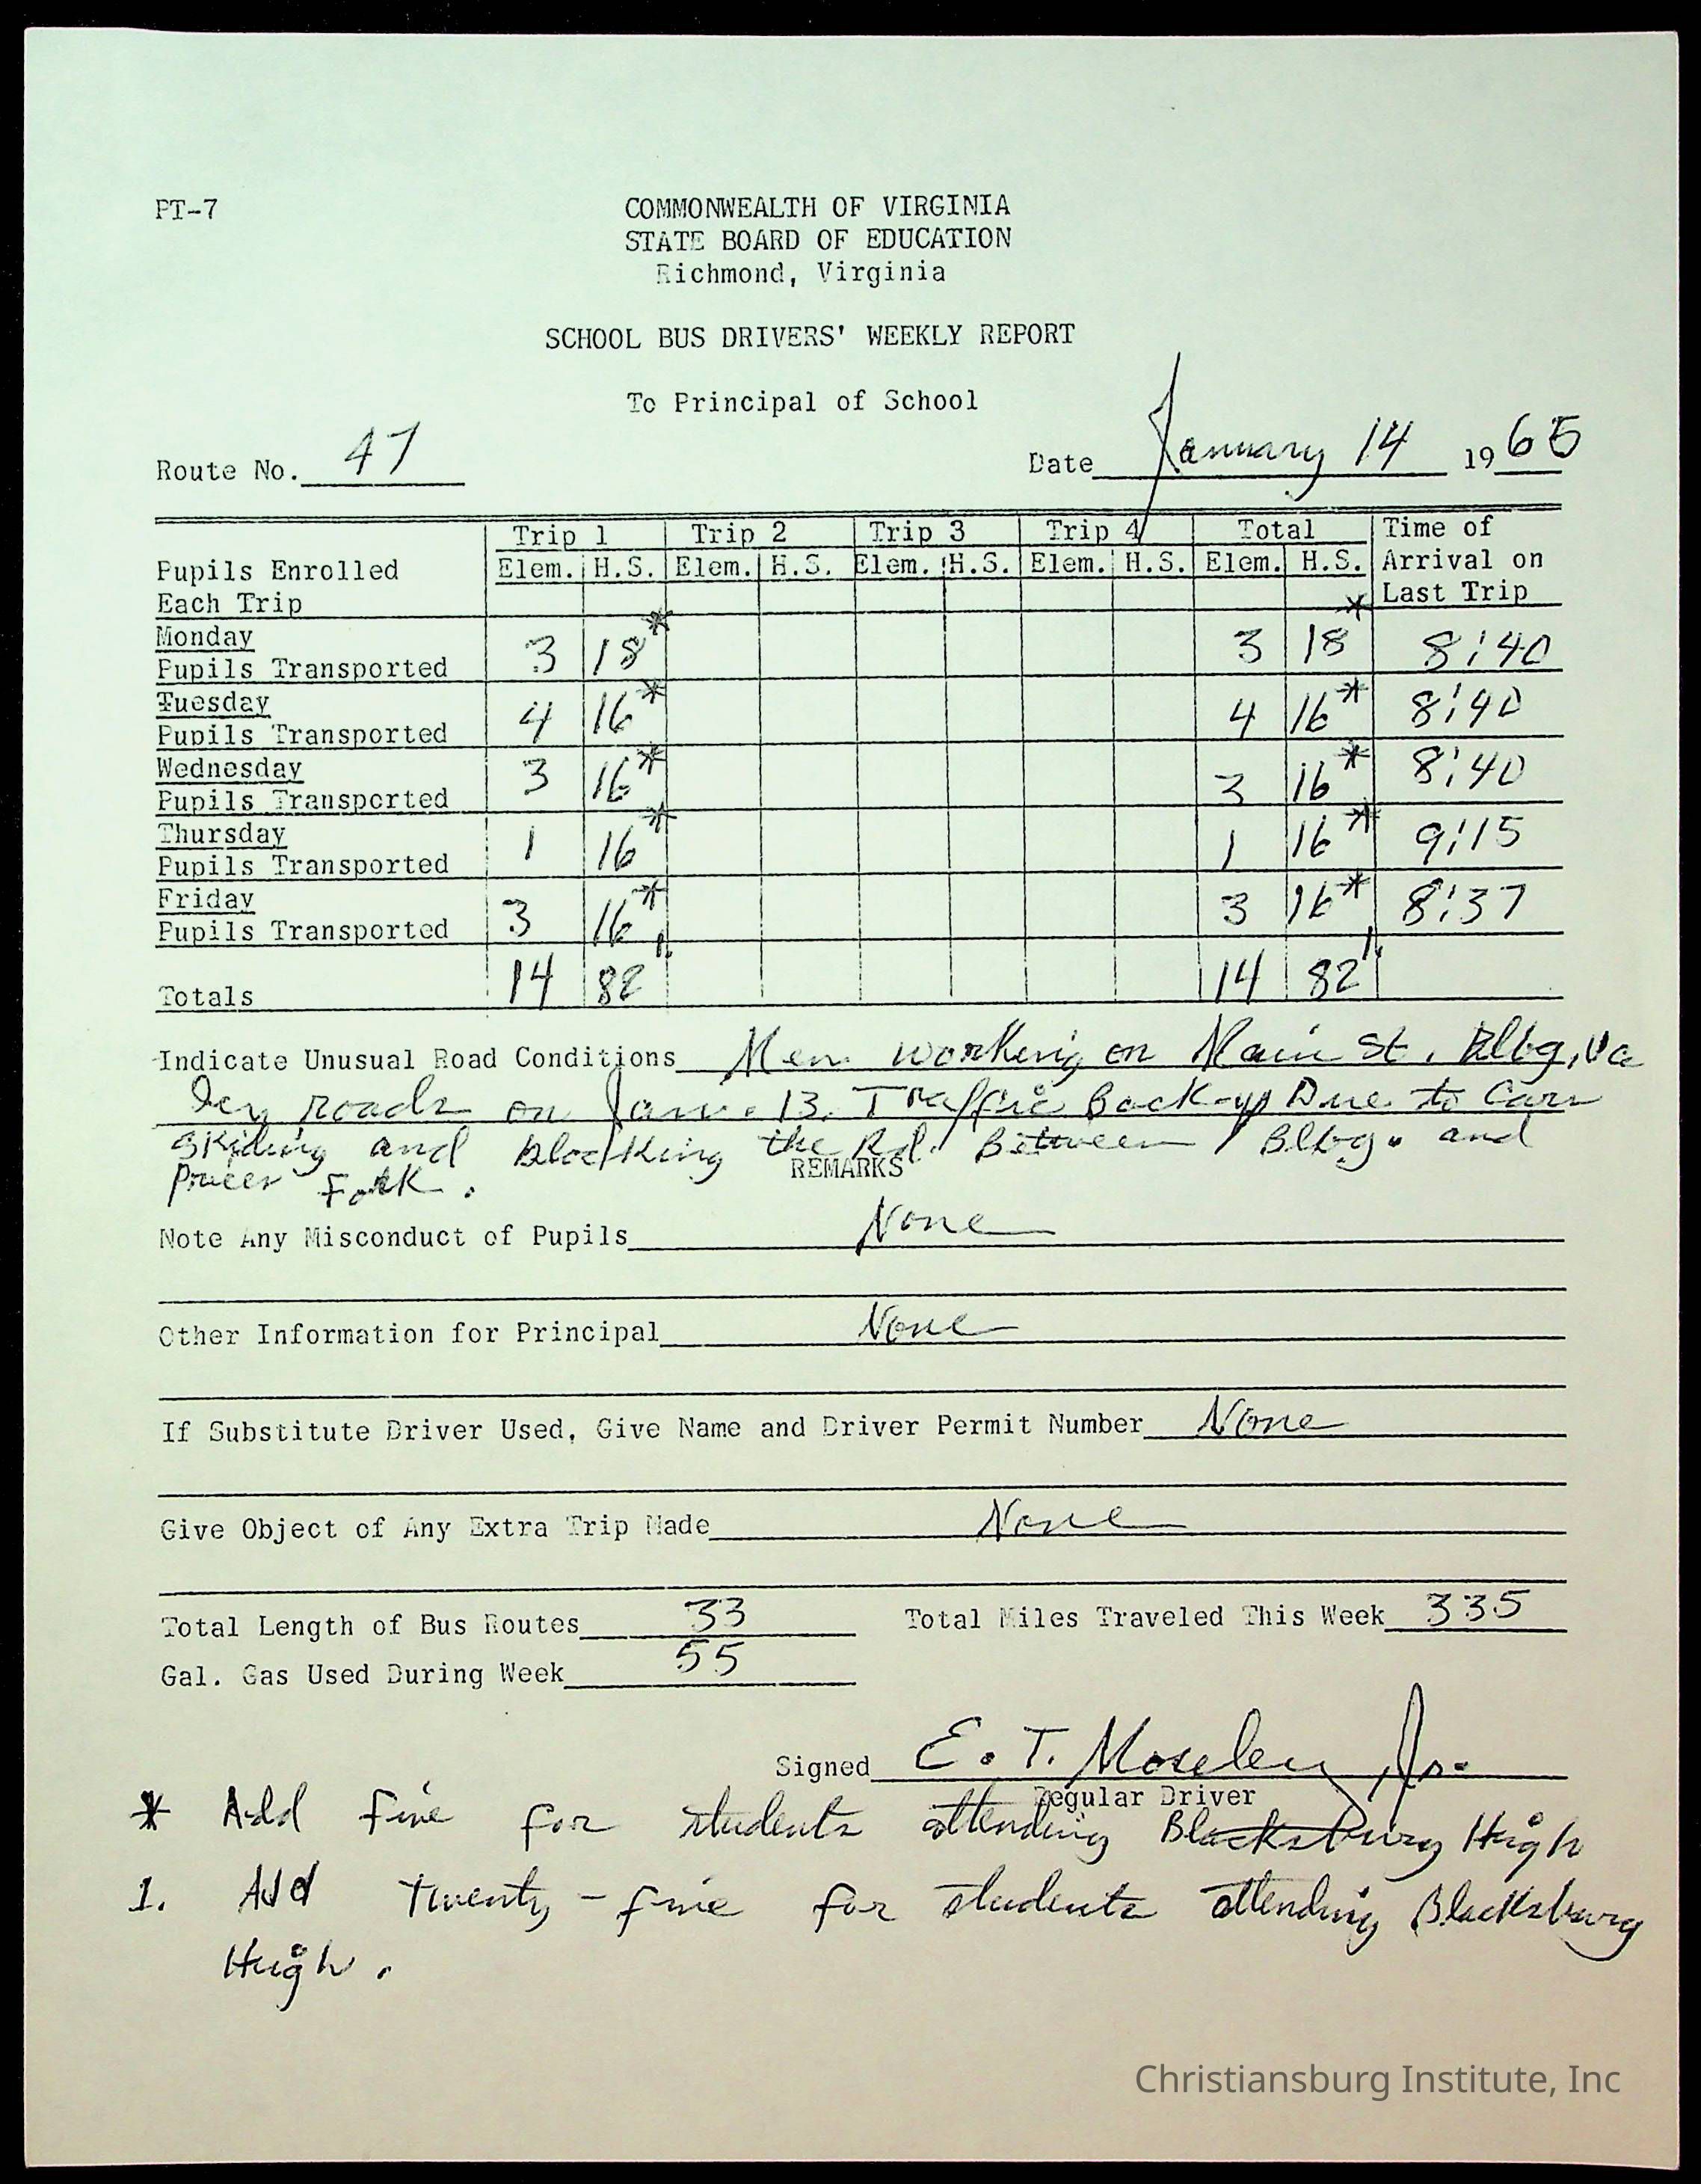 PT-7
COMMONWEALTH OF VIRGINIA
STATE BOARD OF EDUCATION
Richmond, Virginia
SCHOOL BUS DRIVERS' WEEKLY REPORT
To Principal of School
Route No. 47 Date January 14 1965
Trip 1 Trip 2 Trip 3 Trip 4 Total Time of
Pupils Enrolled Elem. H.S. Elem. H.S. Elem. H.S. Elem. H.S. Elem. H.S. Arrival on
Each Trip Last Trip
Monday
Pupils Transported 3 18* 3 18* 8:40
Tuesday
Pupils Transported 4 16* 4 16* 8:40
Wednesday
Pupils Transported 3 16* 3 16* 8:40
Thursday
Pupils Transported 1 16* 1 16* 9:15
Friday
Pupils Transported 3 16* 3 16* 8:37
Totals 14 82 1. 14 82 1.
Indicate Unusual Road Conditions Men working on Main St. Blbg, Va
Icy roads on Jan. 13. Traffic Back-up Due to Cars
Skiding and Blocking the Rd. Between Blbg. and
Prices Fork.
REMARKS
Note Any Misconduct of Pupils None
Other Information for Principal None
If Substitute Driver Used, Give Name and Driver Permit Number None
Give Object of Any Extra Trip Made None
Total Length of Bus Routes 33 Total Miles Traveled This Week 335
Gal. Gas Used During Week 55
Signed E. T. Moseley Jr.
Regular Driver
* Add five for students attending Blacksburg High
1. Add twenty-five for students attending Blacksburg
High.
Christiansburg Institute, Inc